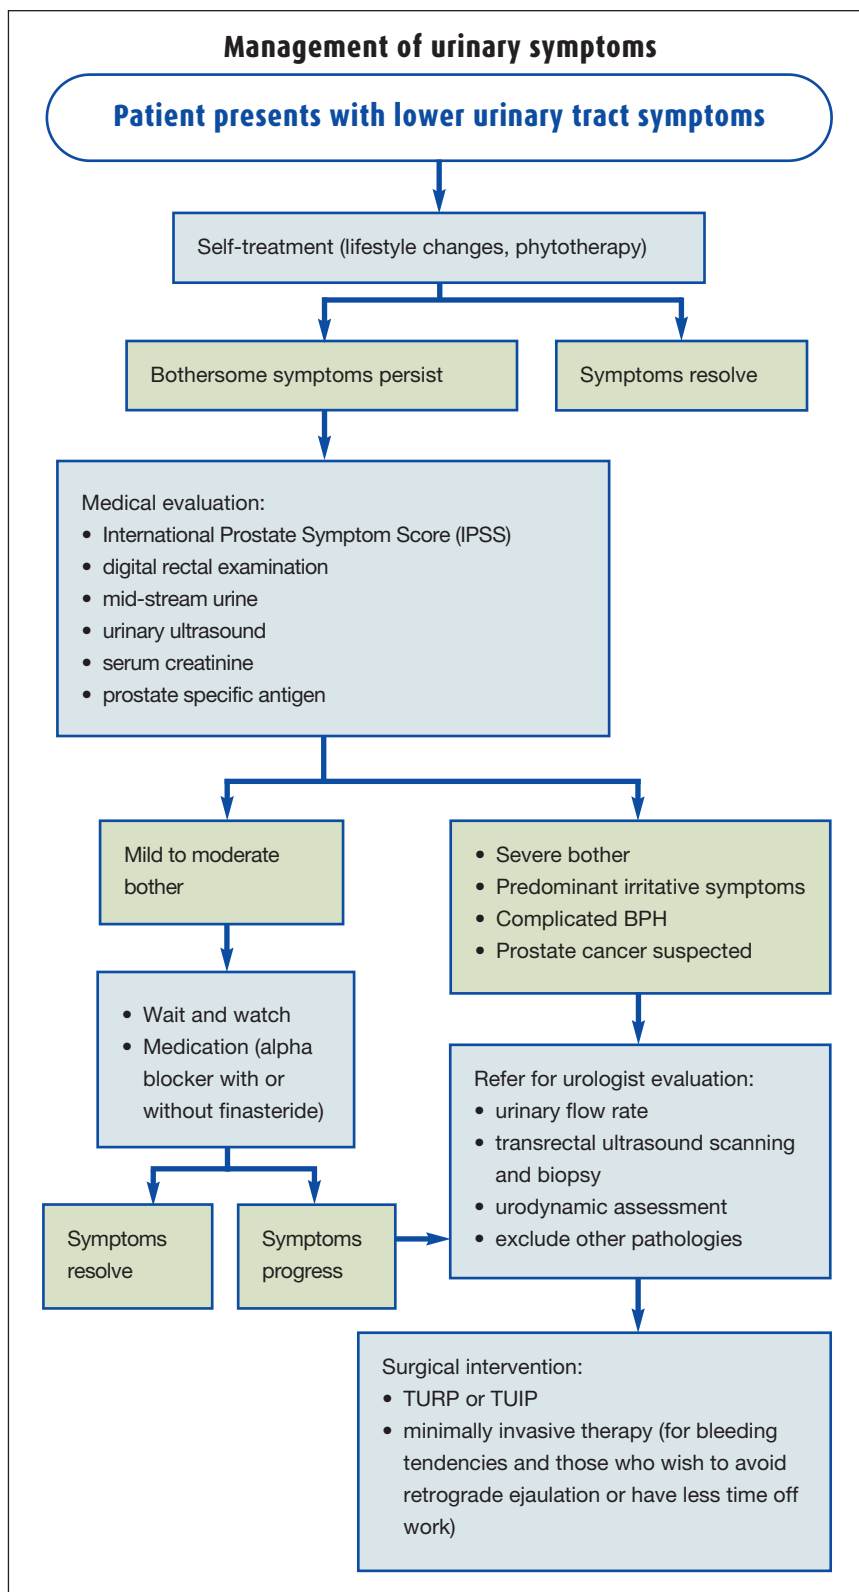 Management of urinary symptoms
Patient presents with lower urinary tract symptoms
Self-treatment (lifestyle changes, phytotherapy)
Bothersome symptoms persist
Symptoms resolve
Medical evaluation:
• International Prostate Symptom Score (IPSS)
• digital rectal examination
• mid-stream urine
• urinary ultrasound
• serum creatinine
• prostate specific antigen
Mild to moderate
bother
• Severe bother
• Predominant irritative symptoms
• Complicated BPH
• Prostate cancer suspected
• Wait and watch
• Medication (alpha
blocker with or
without finasteride)
Refer for urologist evaluation:
• urinary flow rate
• transrectal ultrasound scanning
and biopsy
• urodynamic assessment
• exclude other pathologies
Symptoms
resolve
Symptoms
progress
Surgical intervention:
• TURP or TUIP
• minimally invasive therapy (for bleeding
tendencies and those who wish to avoid
retrograde ejaulation or have less time off
work)